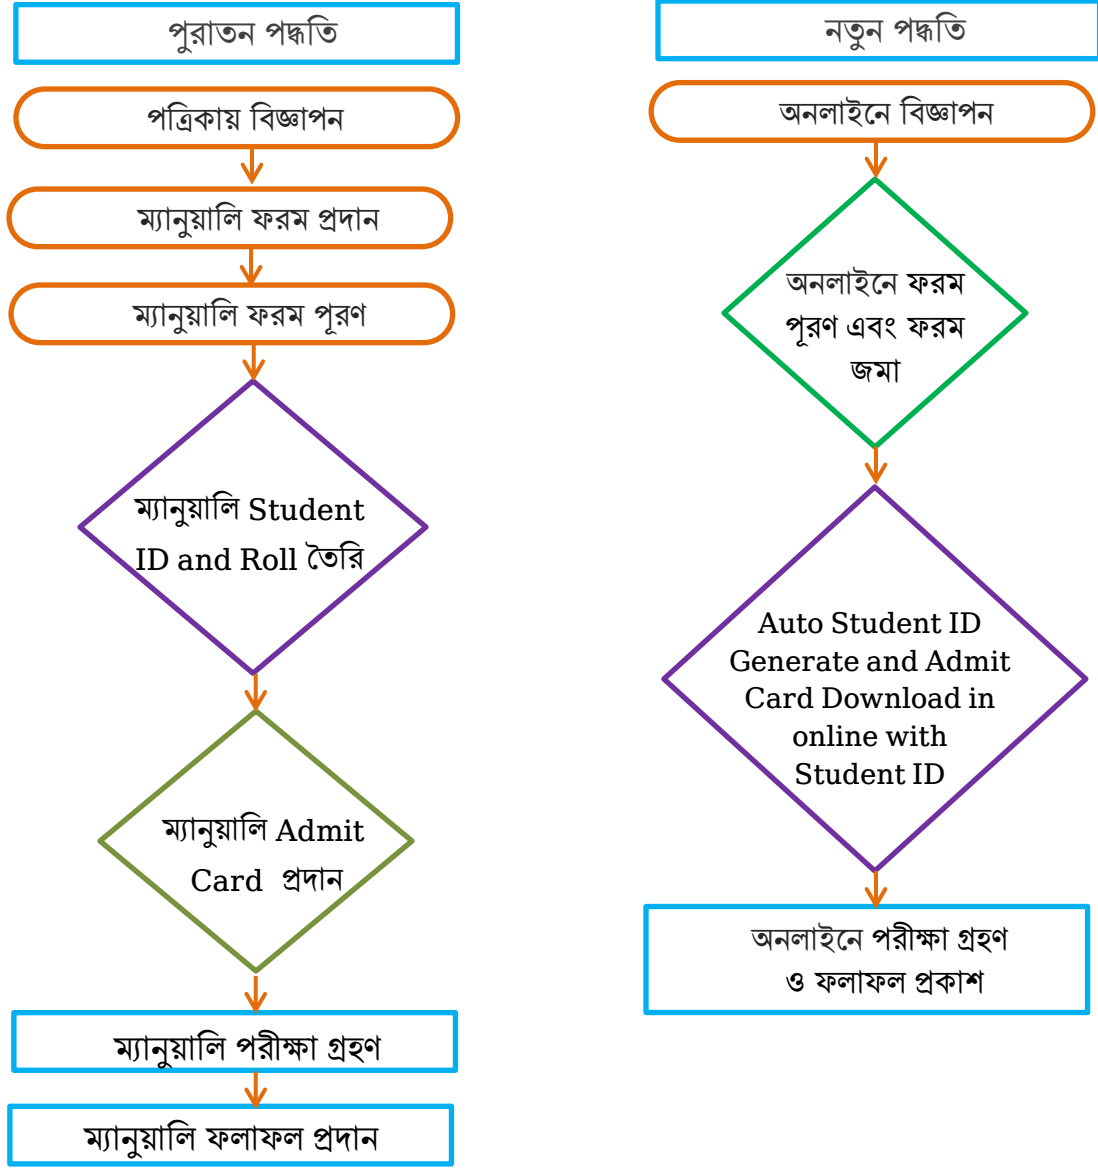 পুরাতন পদ্ধতি
পত্রিকায় বিজ্ঞাপন
ম্যানুয়ালি ফরম প্রদান
ম্যানুয়ালি ফরম পূরণ
ম্যানুয়ালি Student
ID and Roll তৈরি
ম্যানুয়ালি Admit
Card প্রদান
ম্যানুয়ালি পরীক্ষা গ্রহণ
ম্যানুয়ালি ফলাফল প্রদান
নতুন পদ্ধতি
অনলাইনে বিজ্ঞাপন
অনলাইনে ফরম
পূরণ এবং ফরম
জমা
Auto Student ID
Generate and Admit
Card Download in
online with
Student ID
অনলাইনে পরীক্ষা গ্রহণ
ও ফলাফল প্রকাশ